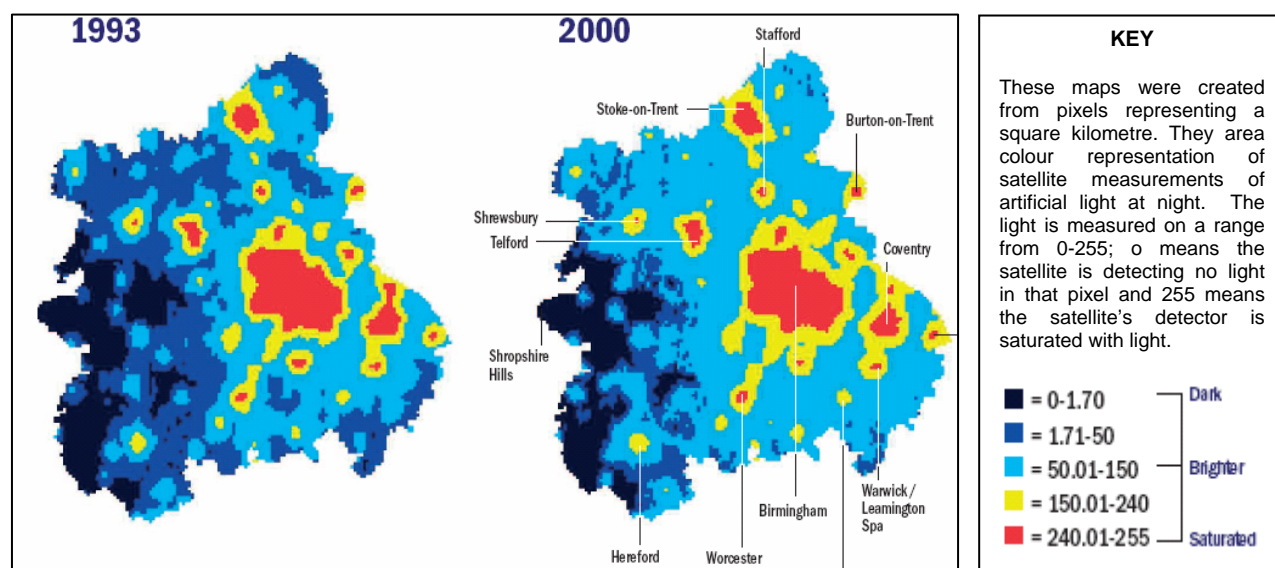 1993
2000
Stafford
Stoke-on-Trent
Burton-on-Trent
Shrewsbury
Telford
Coventry
Shropshire
Hills
Warwick /
Leamington
Spa
Birmingham
Hereford
Worcester
KEY
These maps were created
from pixels representing a
square kilometre. They area
colour representation of
satellite measurements of
artificial light at night. The
light is measured on a range
from 0-255; o means the
satellite is detecting no light
in that pixel and 255 means
the satellite's detector is
saturated with light.
= 0-1.70 Dark
= 1.71-50
= 50.01-150 Brighter
= 150.01-240
= 240.01-255 Saturated